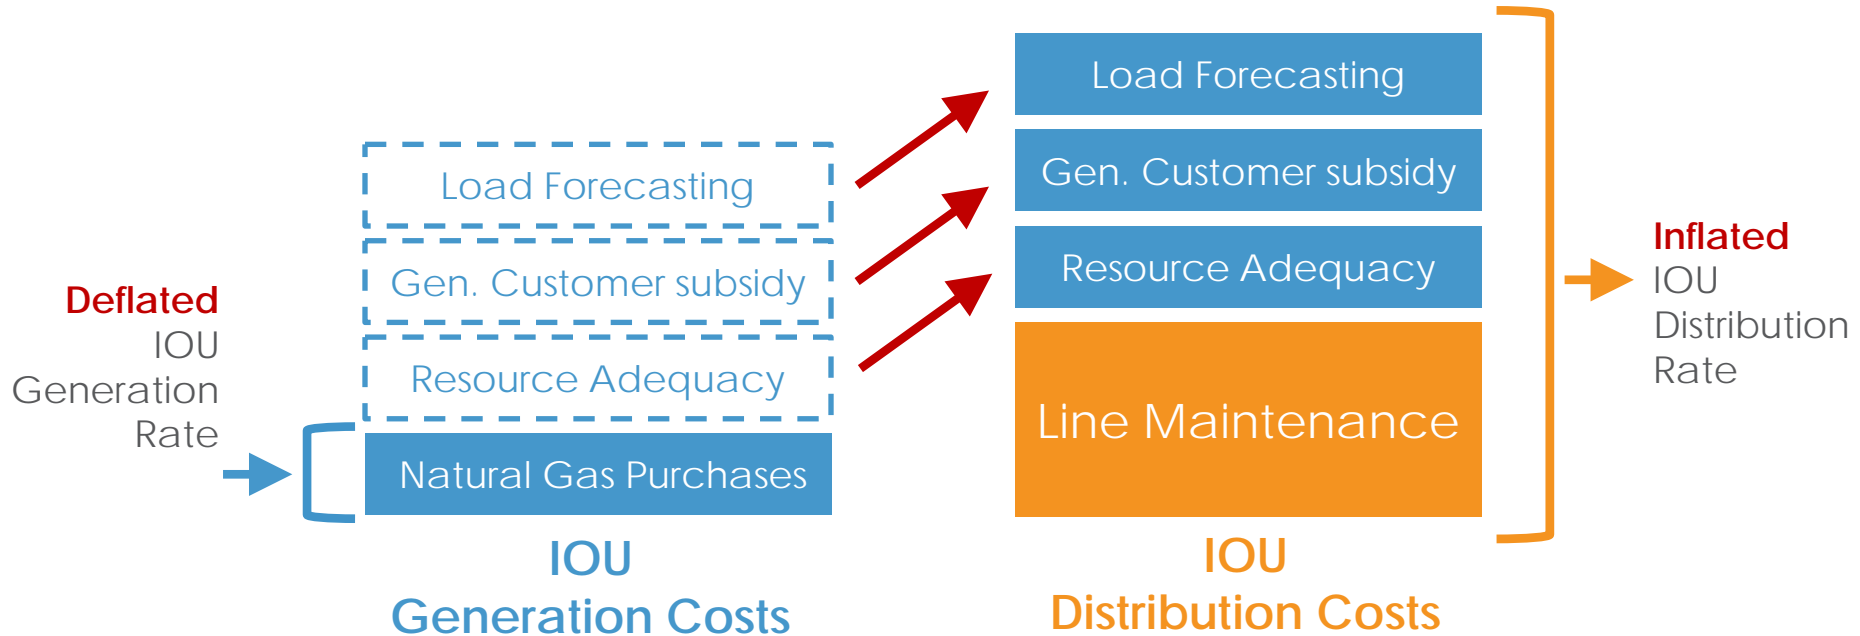 Deflated
IOU
Generation
Rate
Load Forecasting
Gen. Customer subsidy
Resource Adequacy
Natural Gas Purchases
IOU
Generation Costs
Load Forecasting
Gen. Customer subsidy
Resource Adequacy
Line Maintenance
IOU
Distribution Costs
Inflated
IOU
Distribution
Rate